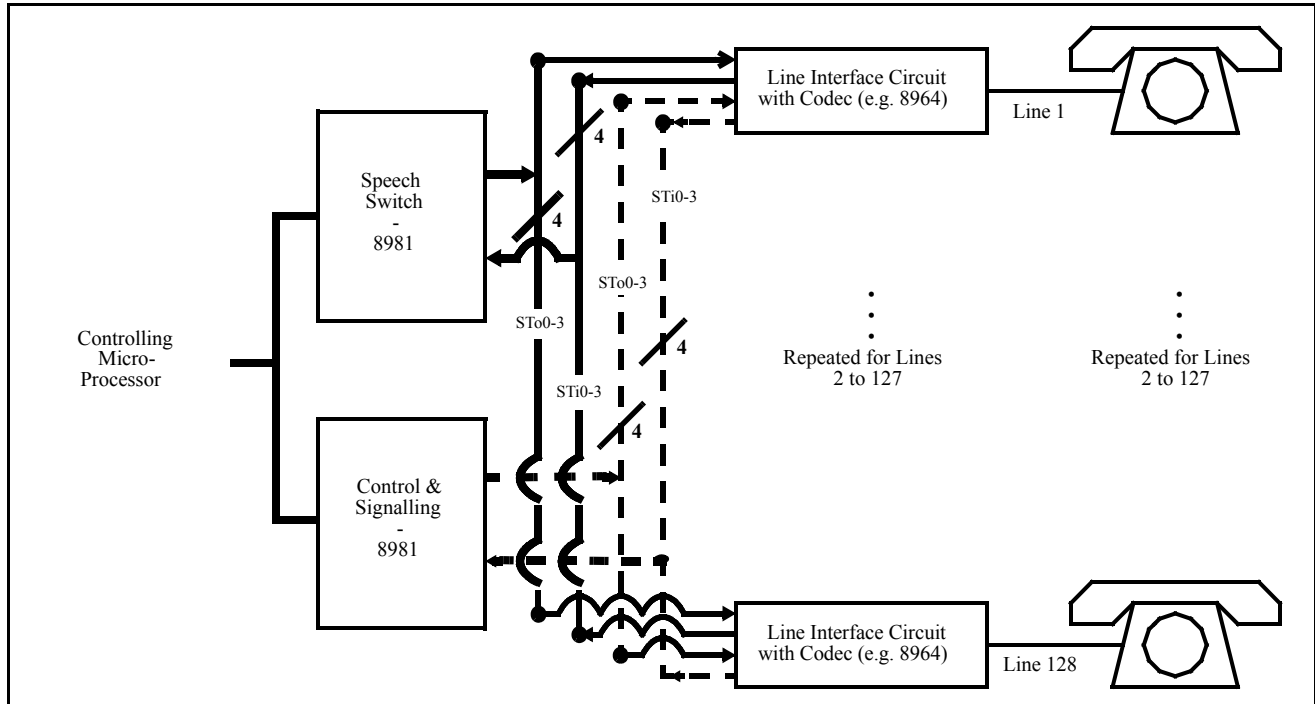 Line Interface Circuit
with Codec (e.g. 8964)
Line 1
4
Speech
Switch
-
8981
4
STi0-3
STo0-3
STo0-3
4
Controlling
Micro-
Processor
Repeated for Lines
2 to 127
Repeated for Lines
2 to 127
STi0-3
4
Control &
Signalling
-
8981
Line Interface Circuit
with Codec (e.g. 8964)
Line 128